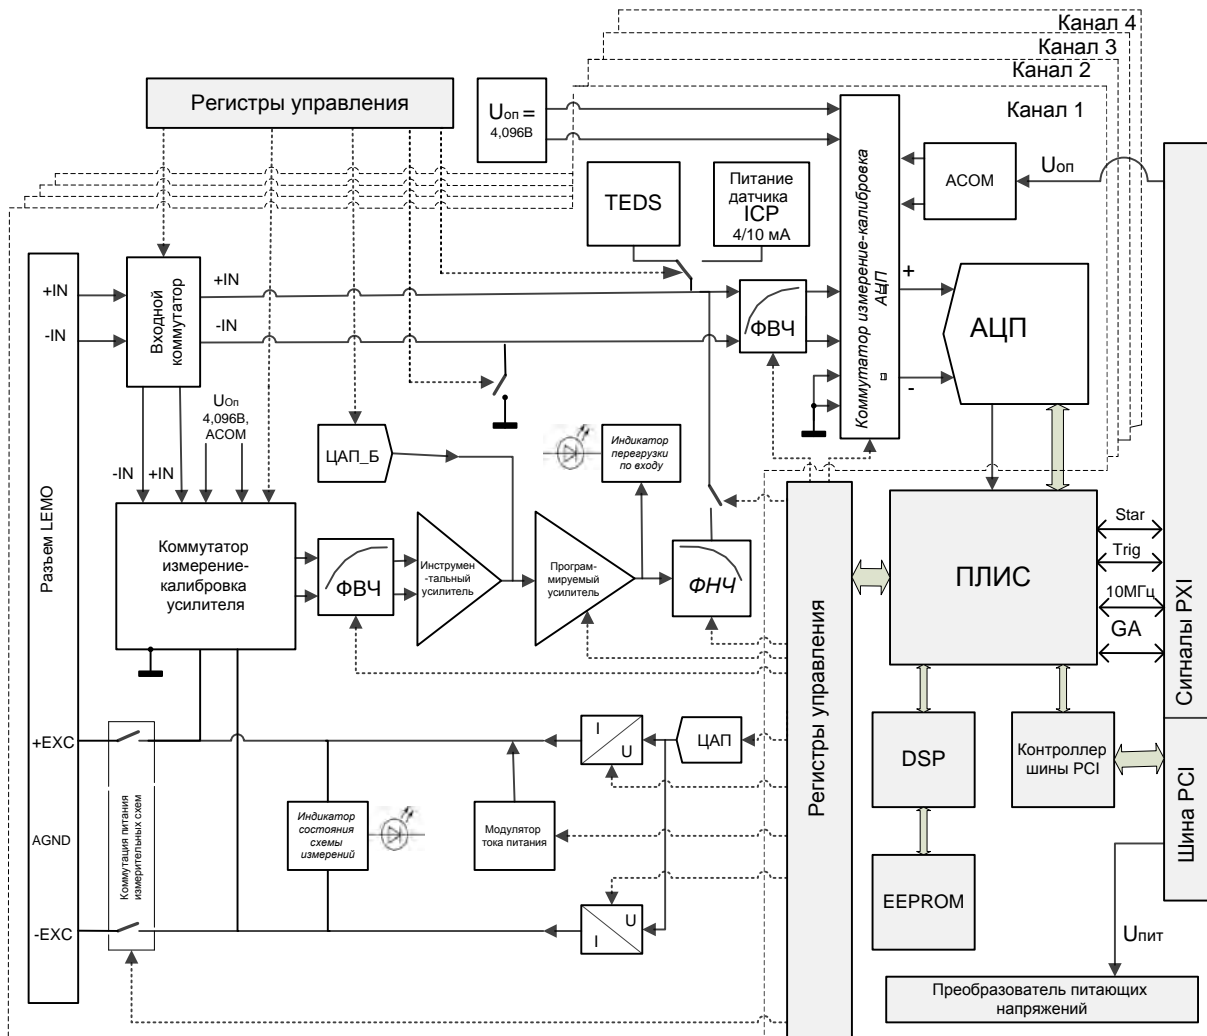 Канал 4
Канал 3
Канал 2
Канал 1
Регистры управления
Uоп =
4,096В
TEDS
Питание
датчика
ICP
4/10 мА
Коммутатор измерение-калибровка
АЦП
ACOM
Uоп
+IN
-IN
Разъем LEMO
Входной
коммутатор
+IN
-IN
ФВЧ
+
-
АЦП
UОп
4,096В,
ACOM
-IN
+IN
ЦАП_Б
Индикатор
перегрузки
по входу
Коммутатор
измерение-
калибровка
усилителя
ФВЧ
Инструмен
-тальный
усилитель
Програм-
мируемый
усилитель
ФНЧ
Регистры управления
ПЛИС
Star
Trig
10МГц
GA
Сигналы PXI
+EXC
AGND
-EXC
Коммутация питания
измерительных схем
Индикатор
состояния
схемы
измерений
Модулятор
тока питания
I
U
ЦАП
U
I
DSP
Контроллер
шины PCI
EEPROM
Шина PCI
Uпит
Преобразователь питающих
напряжений